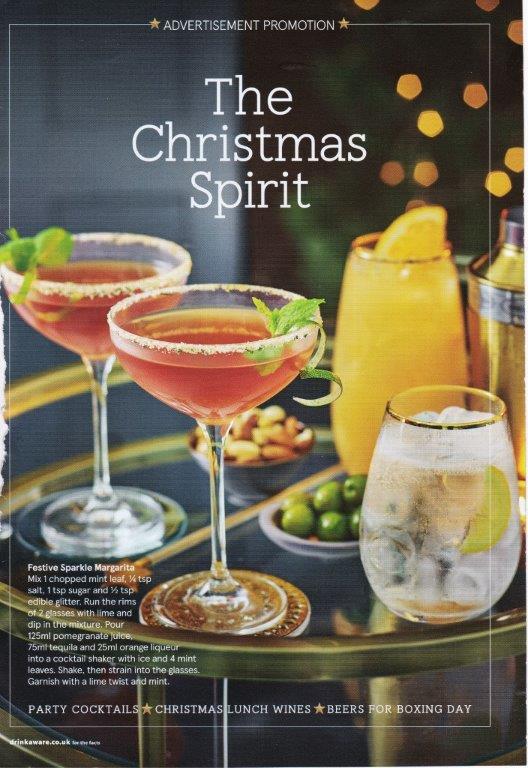 ADVERTISEMENT PROMOTION
The
Christmas
Spirit
Festive Sparkle Margarita
Mix 1 chopped mint leaf, ¼ tsp
salt, 1 tsp sugar and ½ tsp
edible glitter. Run the rims
of 2 glasses with lime and
dip in the mixture. Pour
125ml pomegranate juice,
75ml tequila and 25ml orange liqueur
into a cocktail shaker with ice and 4 mint
leaves. Shake, then strain into the glasses.
Garnish with a lime twist and mint.
PARTY COCKTAILS ★ CHRISTMAS LUNCH WINES ★ BEERS FOR BOXING DAY
drinkaware.co.uk for the facts